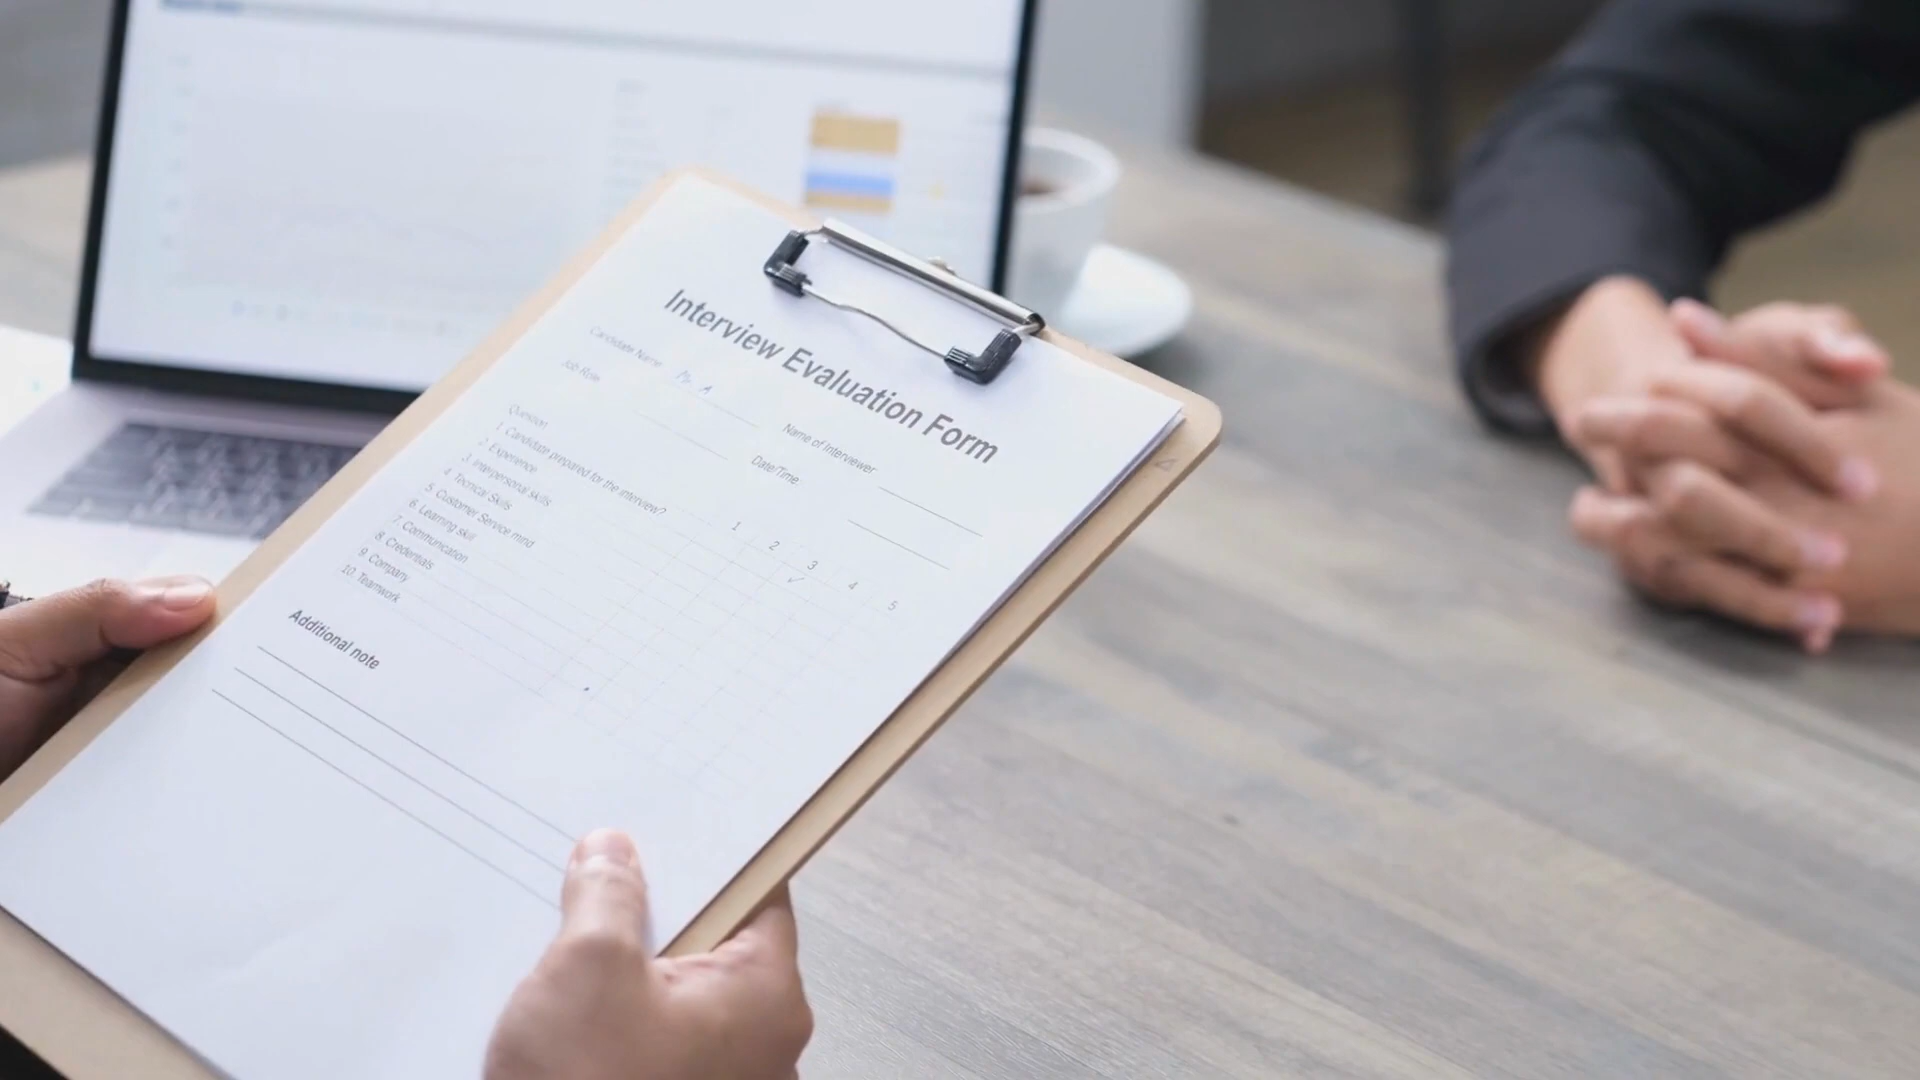 Interview Evaluation Form
Candidate Name Mr. A
Name of Interviewer
Job Role
Date/Time
Question 1 2 3 4 5
1. Candidate prepared for the interview?
2. Experience
3. Interpersonal skills
4. Tecnical Skills
5. Customer Service mind
6. Learning skill
7. Communication
8. Credentials
9. Company
10. Teamwork
Additional note